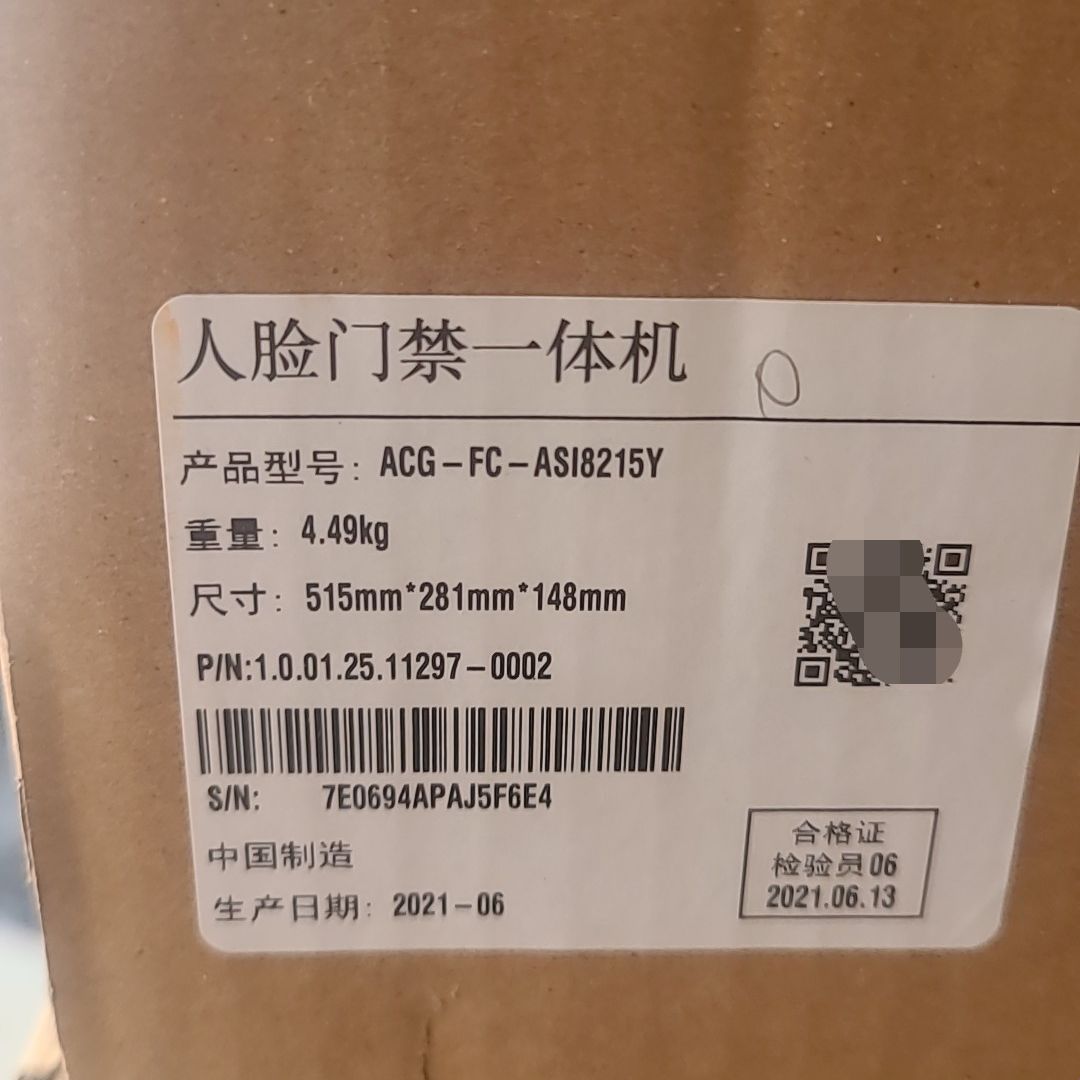 人脸门禁一体机
产品型号: ACG-FC-ASI8215Y
重量: 4.49kg
尺寸: 515mm*281mm*148mm
P/N:1.0.01.25.11297-0002
S/N: 7E0694APAJ5F6E4
中国制造
生产日期: 2021-06
合格证
检验员06
2021.06.13